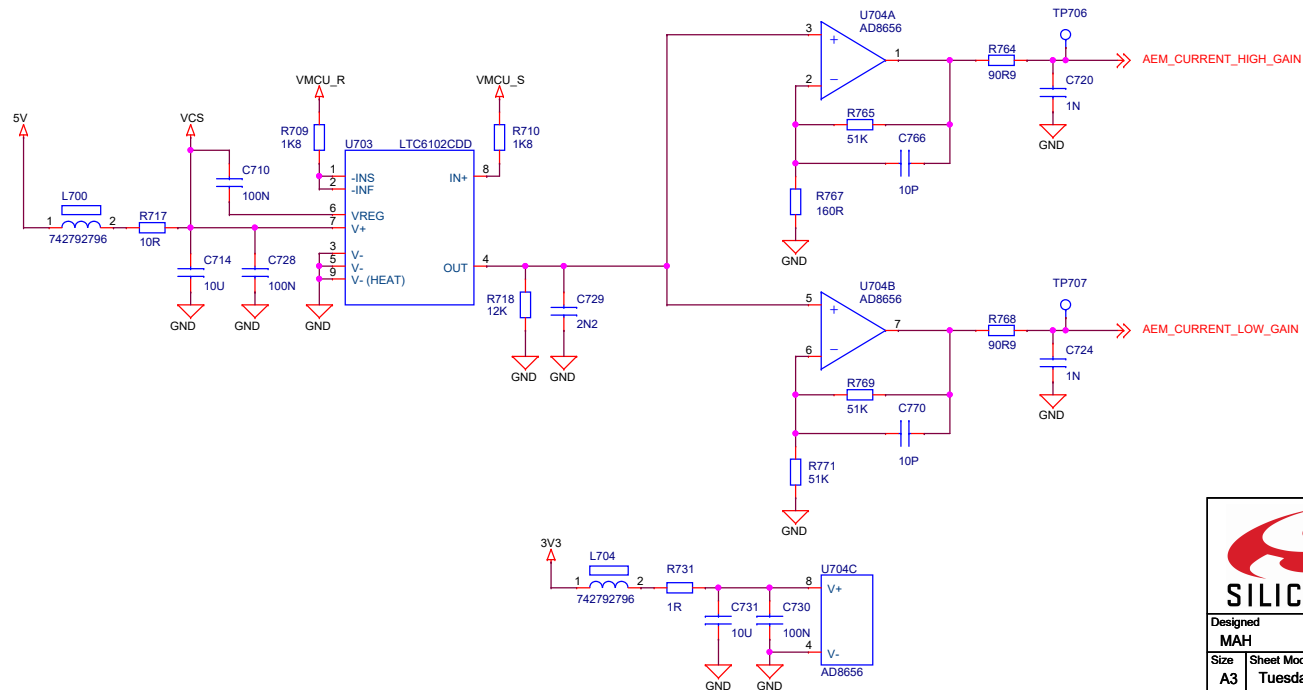 U704A
AD8656
TP706
3
+
1
2
−
R764
90R9
AEM_CURRENT_HIGH_GAIN
C720
1N
GND
R765
51K
C766
10P
R767
160R
GND
VMCU_R
VMCU_S
R709
1K8
R710
1K8
U703
LTC6102CDD
5V
VCS
C710
100N
1
-INS
2
-INF
IN+
8
6
VREG
7
V+
3
V-
5
V-
9
V- (HEAT)
OUT
4
L700
1
2
742792796
R717
10R
C714
10U
C728
100N
GND
GND
GND
R718
12K
C729
2N2
GND
GND
U704B
AD8656
TP707
5
+
7
6
−
R768
90R9
AEM_CURRENT_LOW_GAIN
C724
1N
GND
R769
51K
C770
10P
R771
51K
GND
3V3
L704
1
2
742792796
R731
1R
C731
10U
C730
100N
GND
GND
U704C
8
V+
4
V-
AD8656
SILIC
Designed
MAH
Size
Sheet Mod
A3
Tuesda